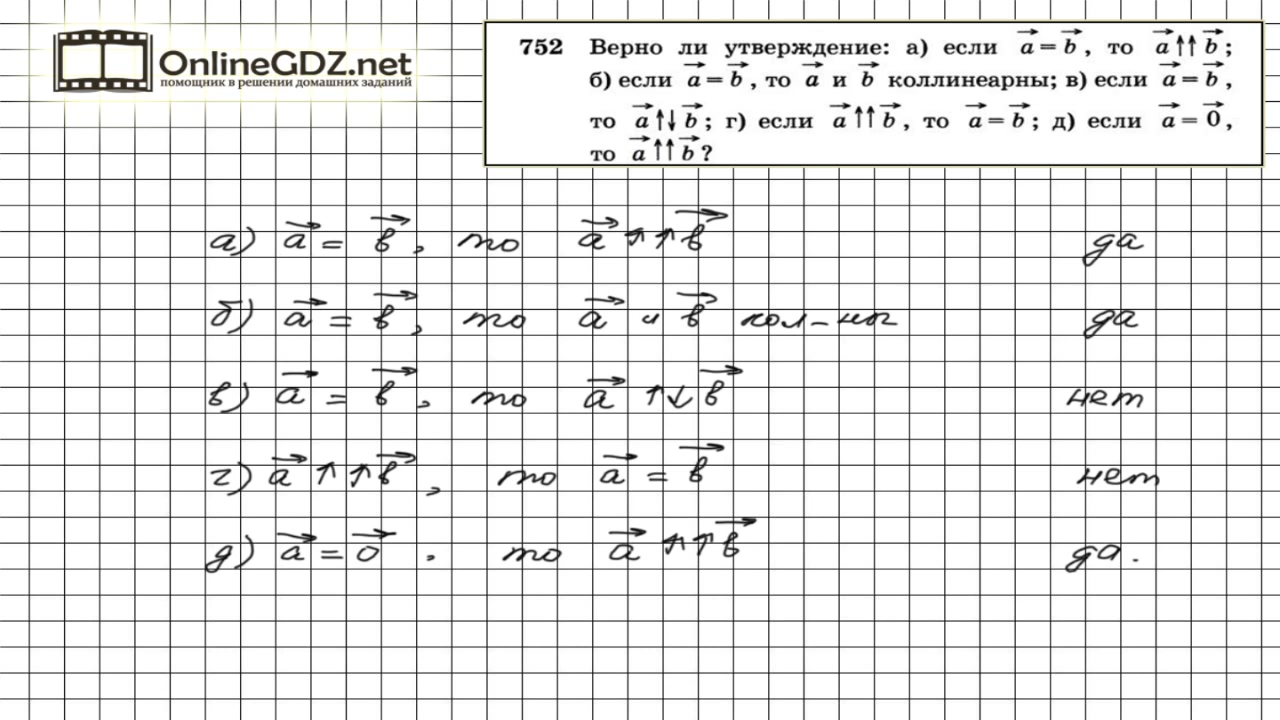 OnlineGDZ.net
помощник в решении домашних заданий
752 Верно ли утверждение: а) если a⃗ = b⃗, то a⃗↑↑b⃗;
б) если a⃗ = b⃗, то a⃗ и b⃗ коллинеарны; в) если a⃗ = b⃗,
то a⃗↑↓b⃗; г) если a⃗↑↑b⃗, то a⃗ = b⃗; д) если a⃗ = 0⃗,
то a⃗↑↑b⃗?
а) a⃗ = в⃗, то a⃗↑↑в⃗ да
б) a⃗ = в⃗, то a⃗ и в⃗ кол-ны да
в) a⃗ = в⃗, то a⃗ ↑↓ в⃗ нет
г) a⃗ ↑↑в⃗, то a⃗ = в⃗ нет
д) a⃗ = 0⃗, то a⃗ ↑↑в⃗ да.